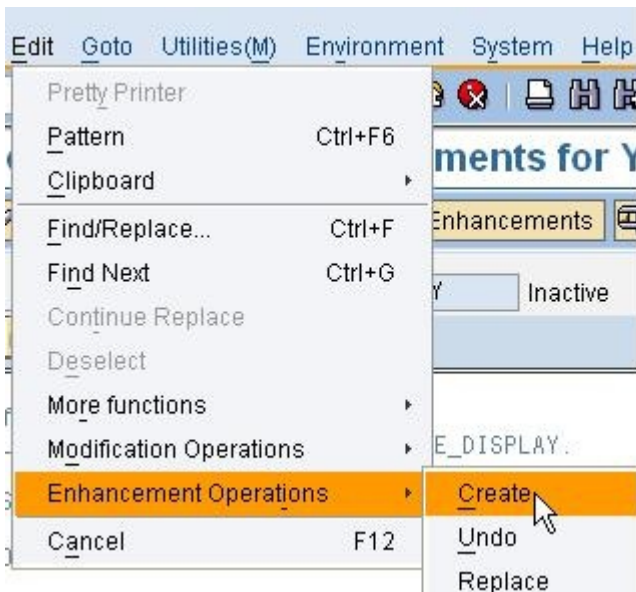 Edit Goto Utilities(M) Environment System Help
Pretty Printer
Pattern Ctrl+F6
Clipboard
ments for Y
Find/Replace... Ctrl+F
Enhancements
Find Next Ctrl+G
Y Inactive
Continue Replace
Deselect
More functions
Modification Operations
E_DISPLAY.
Enhancement Operations
Create
Cancel F12
Undo
Replace